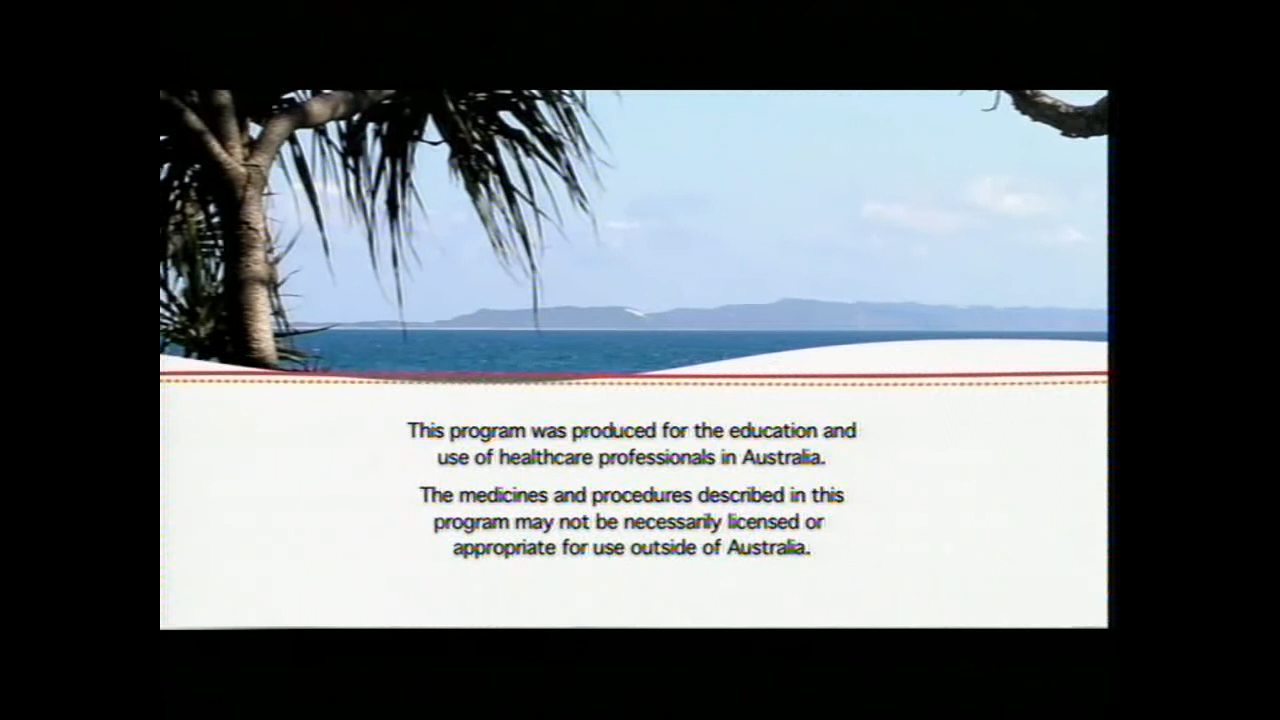 This program was produced for the education and
use of healthcare professionals in Australia.
The medicines and procedures described in this
program may not be necessarily licensed or
appropriate for use outside of Australia.